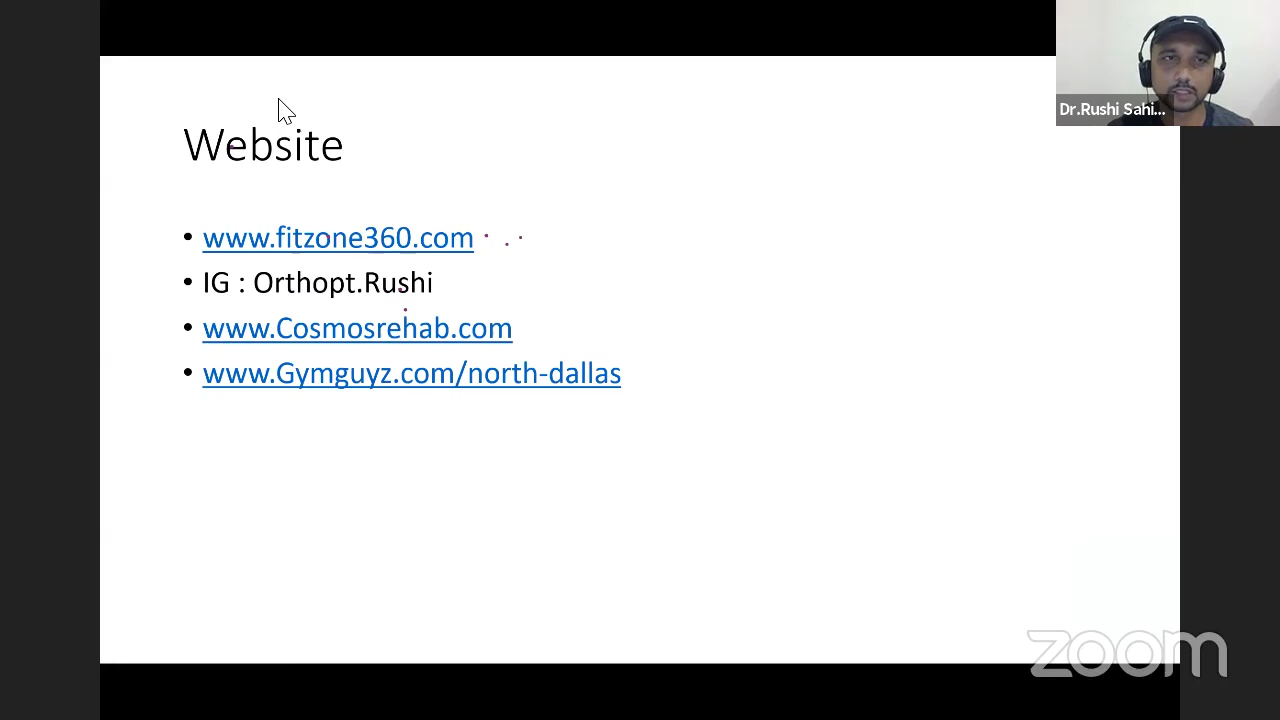 Dr.Rushi Sahi...
Website
• www.fitzone360.com
• IG : Orthopt.Rushi
• www.Cosmosrehab.com
• www.Gymguyz.com/north-dallas
zoom